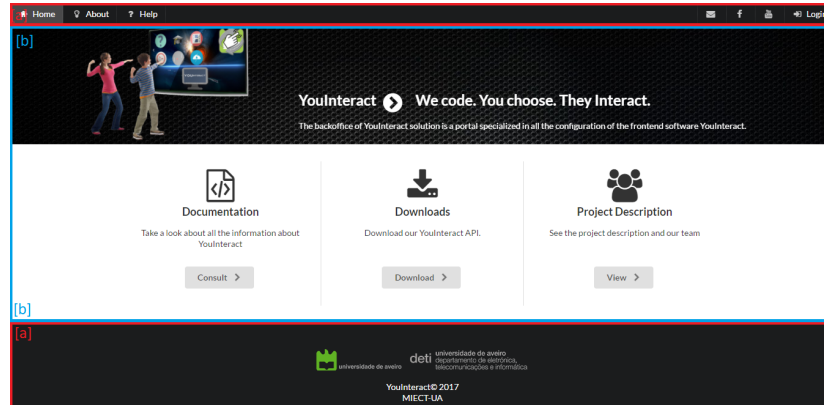 [a] Home About ? Help Login
[b]
YouInteract We code. You choose. They Interact.
The backoffice of YouInteract solution is a portal specialized in all the configuration of the frontend software YouInteract.
Documentation Downloads Project Description
Take a look about all the information about Download our YouInteract API. See the project description and our team
YouInteract
Consult Download View
[b]
[a]
universidade de aveiro deti universidade de aveiro
departamento de eletrónica,
telecomunicações e informática
YouInteract© 2017
MIECT-UA